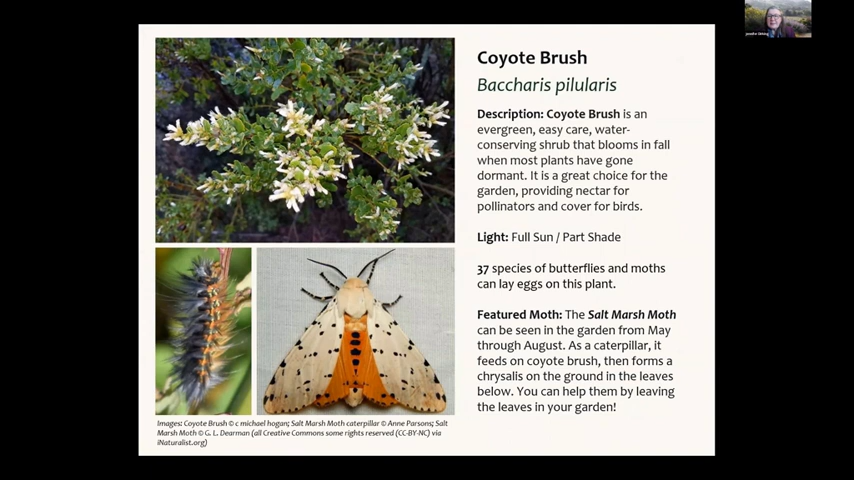 Coyote Brush
Baccharis pilularis
Description: Coyote Brush is an
evergreen, easy care, water-
conserving shrub that blooms in fall
when most plants have gone
dormant. It is a great choice for the
garden, providing nectar for
pollinators and cover for birds.
Light: Full Sun / Part Shade
37 species of butterflies and moths
can lay eggs on this plant.
Featured Moth: The Salt Marsh Moth
can be seen in the garden from May
through August. As a caterpillar, it
feeds on coyote brush, then forms a
chrysalis on the ground in the leaves
below. You can help them by leaving
the leaves in your garden!
Images: Coyote Brush © c michael hogan; Salt Marsh Moth caterpillar © Anne Parsons; Salt
Marsh Moth © G. L. Dearman (all Creative Commons some rights reserved (CC-BY-NC) via
iNaturalist.org)